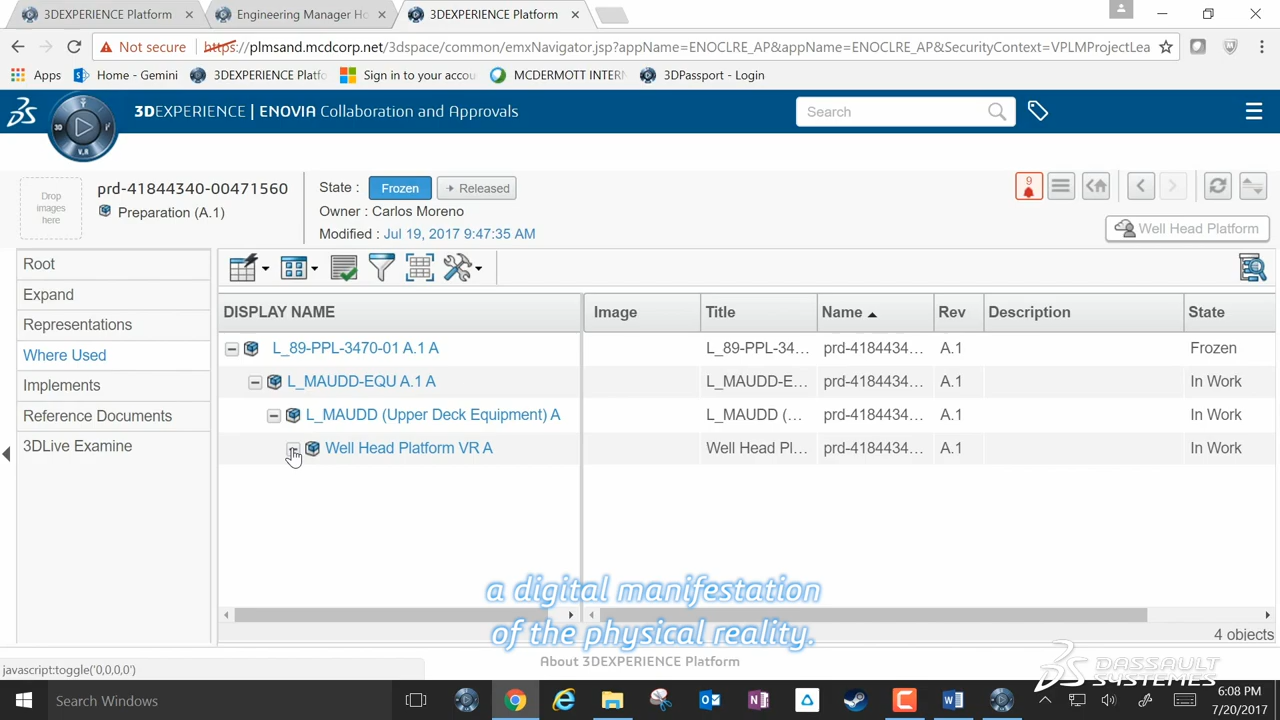 3DEXPERIENCE Platform
Engineering Manager Ho
3DEXPERIENCE Platform
Not secure
https://plmsand.mcdcorp.net/3dspace/common/emxNavigator.jsp?appName=ENOCLRE_AP&appName=ENOCLRE_AP&SecurityContext=VPLMProjectLea
Apps
Home - Gemini
3DEXPERIENCE Platfo
Sign in to your accou
MCDERMOTT INTERN
3DPassport - Login
3DEXPERIENCE | ENOVIA Collaboration and Approvals
Search
3D
V.R
Drop
images
here
prd-41844340-00471560
Preparation (A.1)
State : Frozen Released
Owner : Carlos Moreno
Modified : Jul 19, 2017 9:47:35 AM
9
Well Head Platform
Root
Expand
Representations
Where Used
Implements
Reference Documents
3DLive Examine
DISPLAY NAME Image Title Name Rev Description State
L_89-PPL-3470-01 A.1 A L_89-PPL-34... prd-4184434... A.1 Frozen
L_MAUDD-EQU A.1 A L_MAUDD-E... prd-4184434... A.1 In Work
L_MAUDD (Upper Deck Equipment) A L_MAUDD (... prd-4184434... A.1 In Work
Well Head Platform VR A Well Head Pl... prd-4184434... A.1 In Work
a digital manifestation
of the physical reality.
4 objects
About 3DEXPERIENCE Platform
javascript:toggle('0,0,0,0')
DASSAULT
SYSTEMES
Search Windows
6:08 PM
7/20/2017